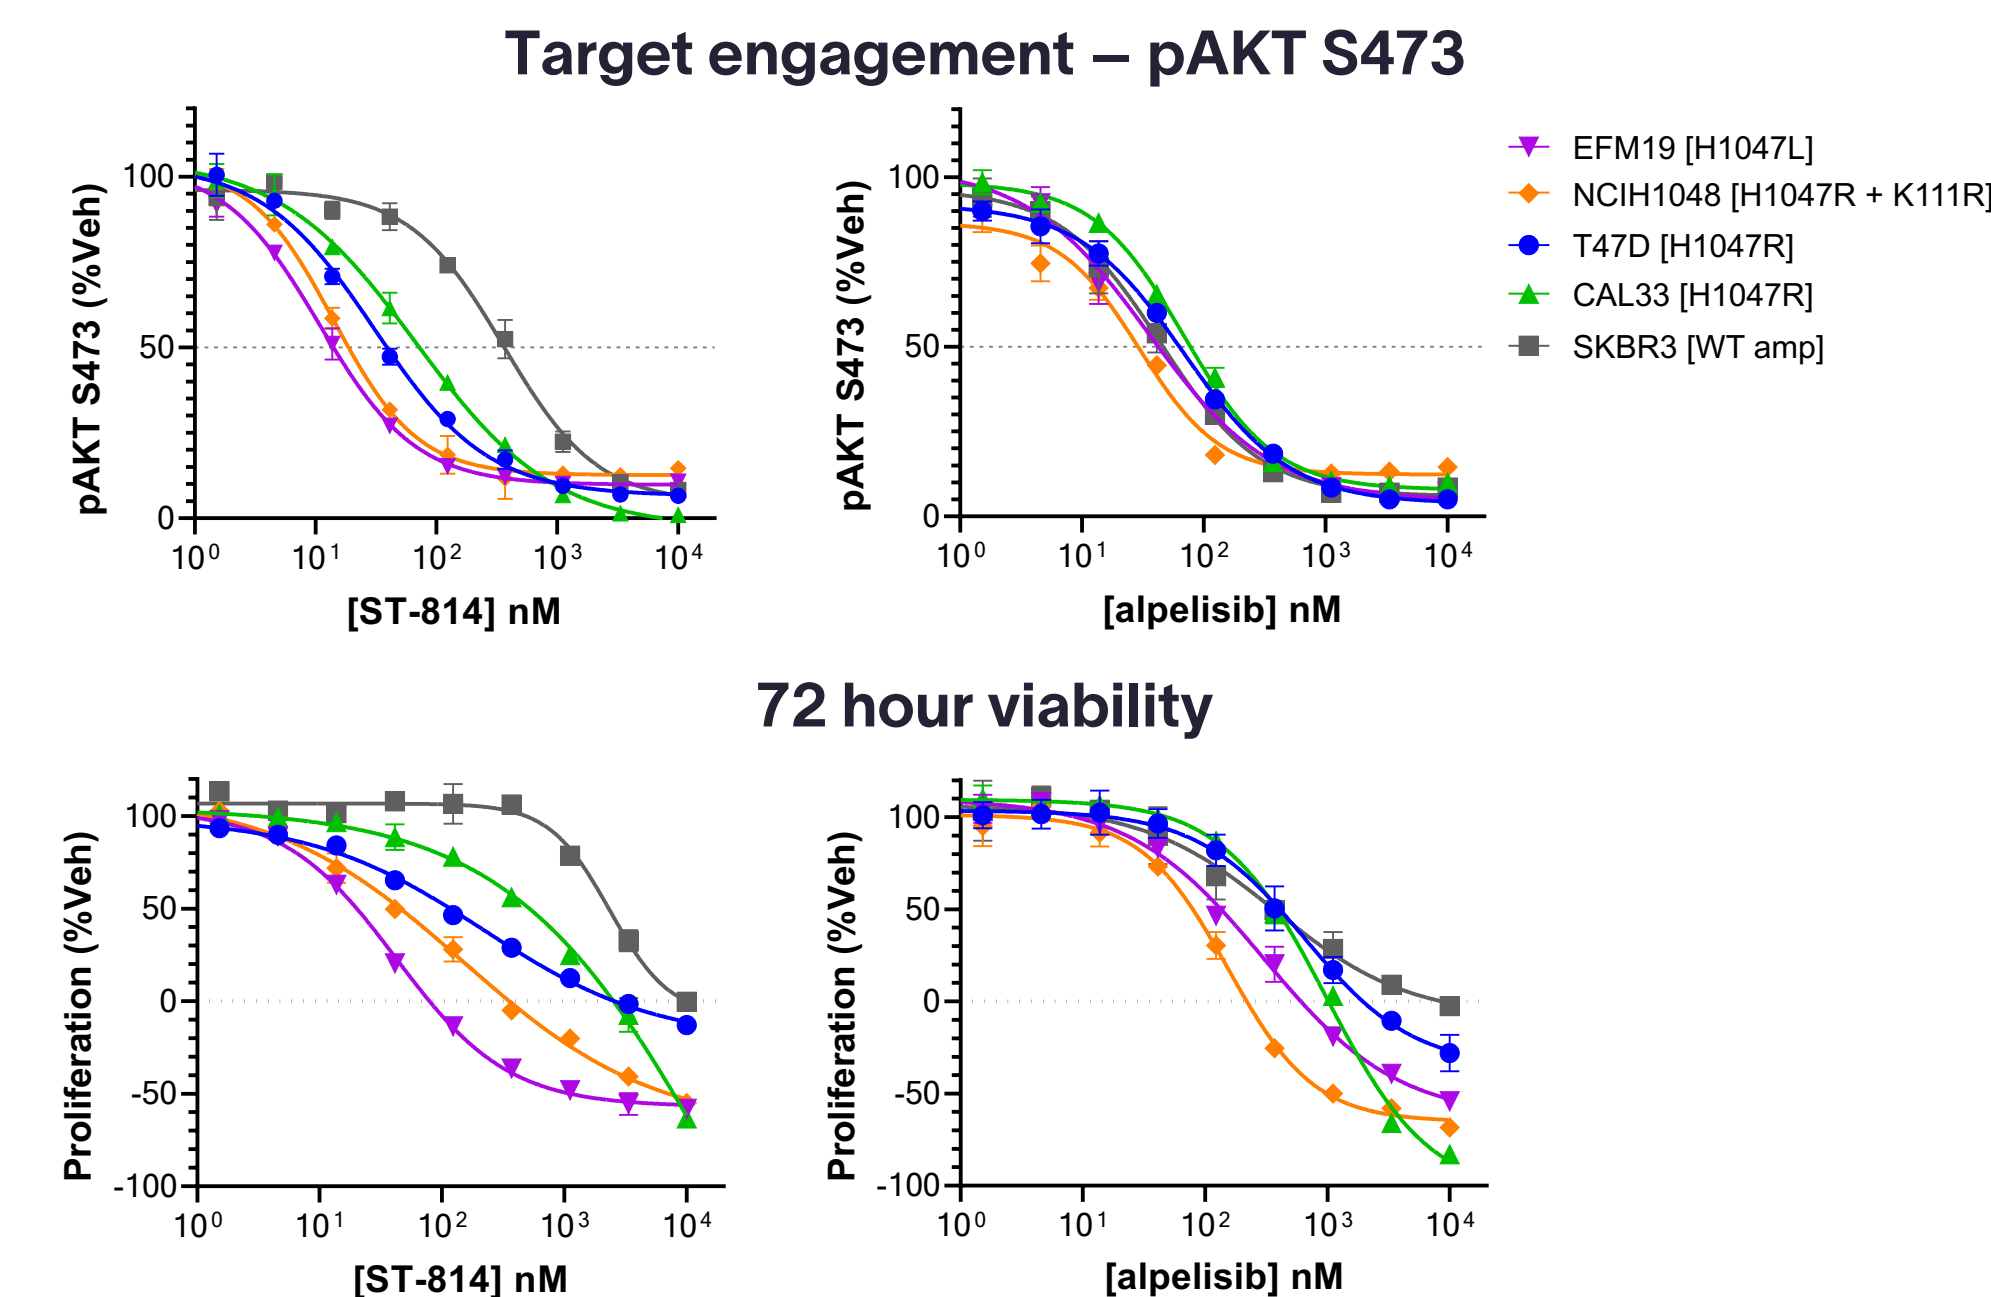 Target engagement – pAKT S473
pAKT S473 (%Veh)
100
50
0
10⁰ 10¹ 10² 10³ 10⁴
[ST-814] nM
pAKT S473 (%Veh)
100
50
0
10⁰ 10¹ 10² 10³ 10⁴
[alpelisib] nM
EFM19 [H1047L]
NCIH1048 [H1047R + K111R]
T47D [H1047R]
CAL33 [H1047R]
SKBR3 [WT amp]
72 hour viability
Proliferation (%Veh)
100
50
0
-50
-100
10⁰ 10¹ 10² 10³ 10⁴
[ST-814] nM
Proliferation (%Veh)
100
50
0
-50
-100
10⁰ 10¹ 10² 10³ 10⁴
[alpelisib] nM